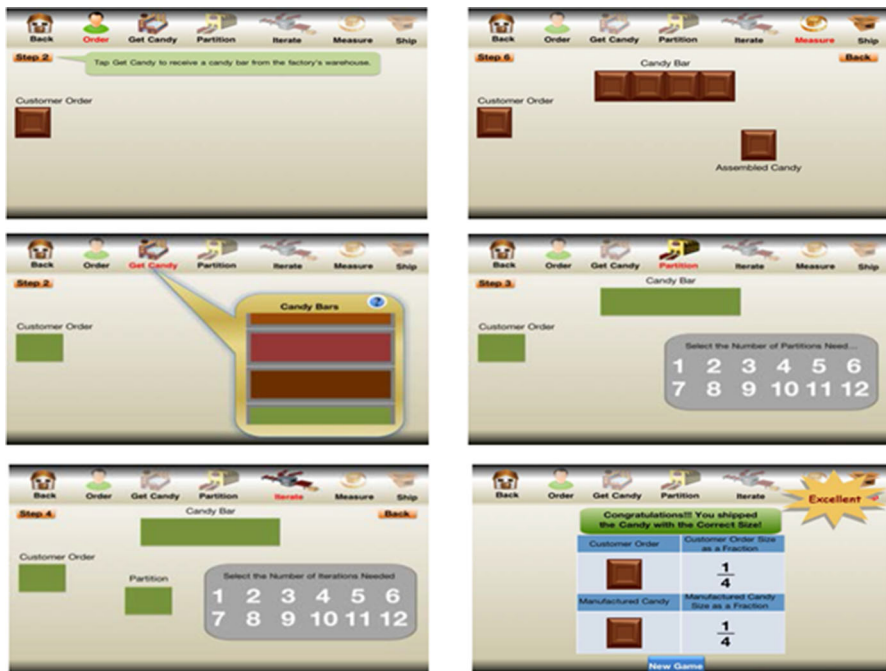 Back Order Get Candy Partition Iterate Measure Ship
Step 2
Tap Get Candy to receive a candy bar from the factory's warehouse.
Customer Order
Back Order Get Candy Partition Iterate Measure Ship
Step 6
Candy Bar
Back
Customer Order
Assembled Candy
Back Order Get Candy Partition Iterate Measure Ship
Step 2
Candy Bars
?
Customer Order
Back Order Get Candy Partition Iterate Measure Ship
Step 3
Candy Bar
Customer Order
Select the Number of Partitions Need...
1 2 3 4 5 6
7 8 9 10 11 12
Back Order Get Candy Partition Iterate Measure Ship
Step 4
Candy Bar
Back
Customer Order
Partition
Select the Number of Iterations Needed
1 2 3 4 5 6
7 8 9 10 11 12
Back Order Get Candy Partition Iterate
Excellent
Congratulations!!! You shipped
the Candy with the Correct Size!
Customer Order
Customer Order Size
as a Fraction
1
4
Manufactured Candy
Manufactured Candy
Size as a Fraction
1
4
New Game